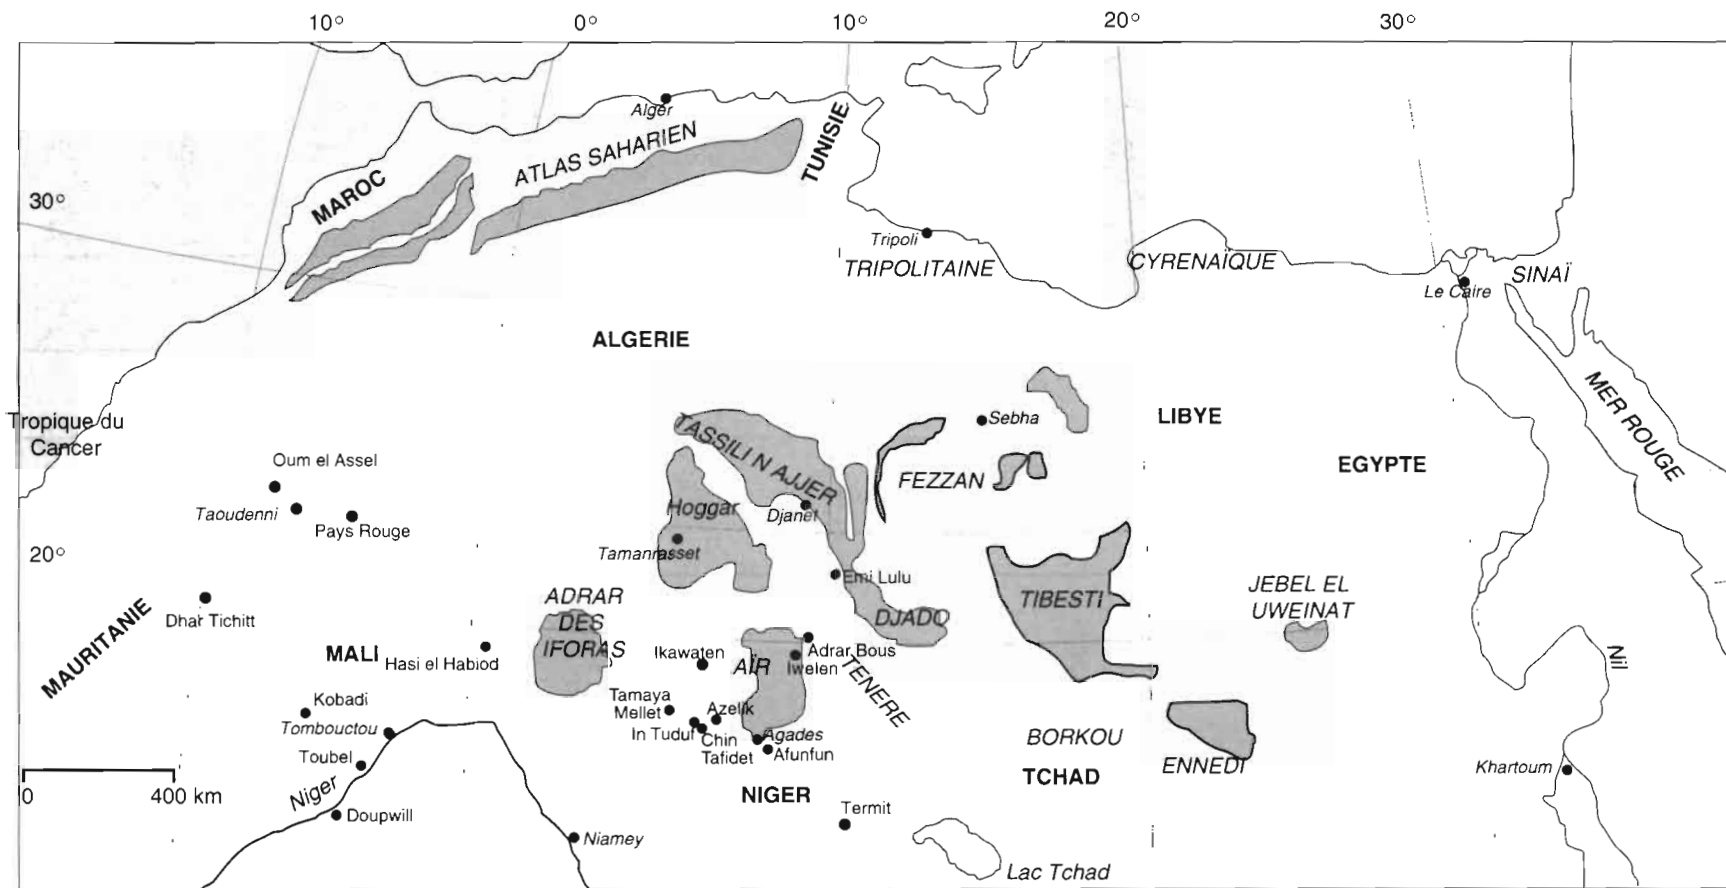 10°
0°
10°
20°
30°
Alger
TUNISIE
ATLAS SAHARIEN
30°
MAROC
Tripoli
TRIPOLITAINE
CYRENAÏQUE
SINAÏ
Le Caire
ALGERIE
MER ROUGE
Tropique du
Cancer
TASSILI N AJJER
Sebha
LIBYE
Oum el Assel
EGYPTE
FEZZAN
Taoudenni
Hoggar
Djanet
Pays Rouge
20°
Tamanrasset
Emi Lulu
JEBEL EL
UWEINAT
ADRAR
DES
IFORAS
TIBESTI
MAURITANIE
Dhar Tichitt
DJADO
MALI
Hasi el Habiod
Ikawaten
AÏR
Adrar Bous
Iwelen
TENERE
Nil
Kobadi
Tamaya
Mellet
Azelik
Tombouctou
In Tuduf
Chin
Tafidet
Agades
Afunfun
BORKOU
ENNEDI
Toubel
TCHAD
Khartoum
0
400 km
Niger
NIGER
Doupwill
Termit
Niamey
Lac Tchad